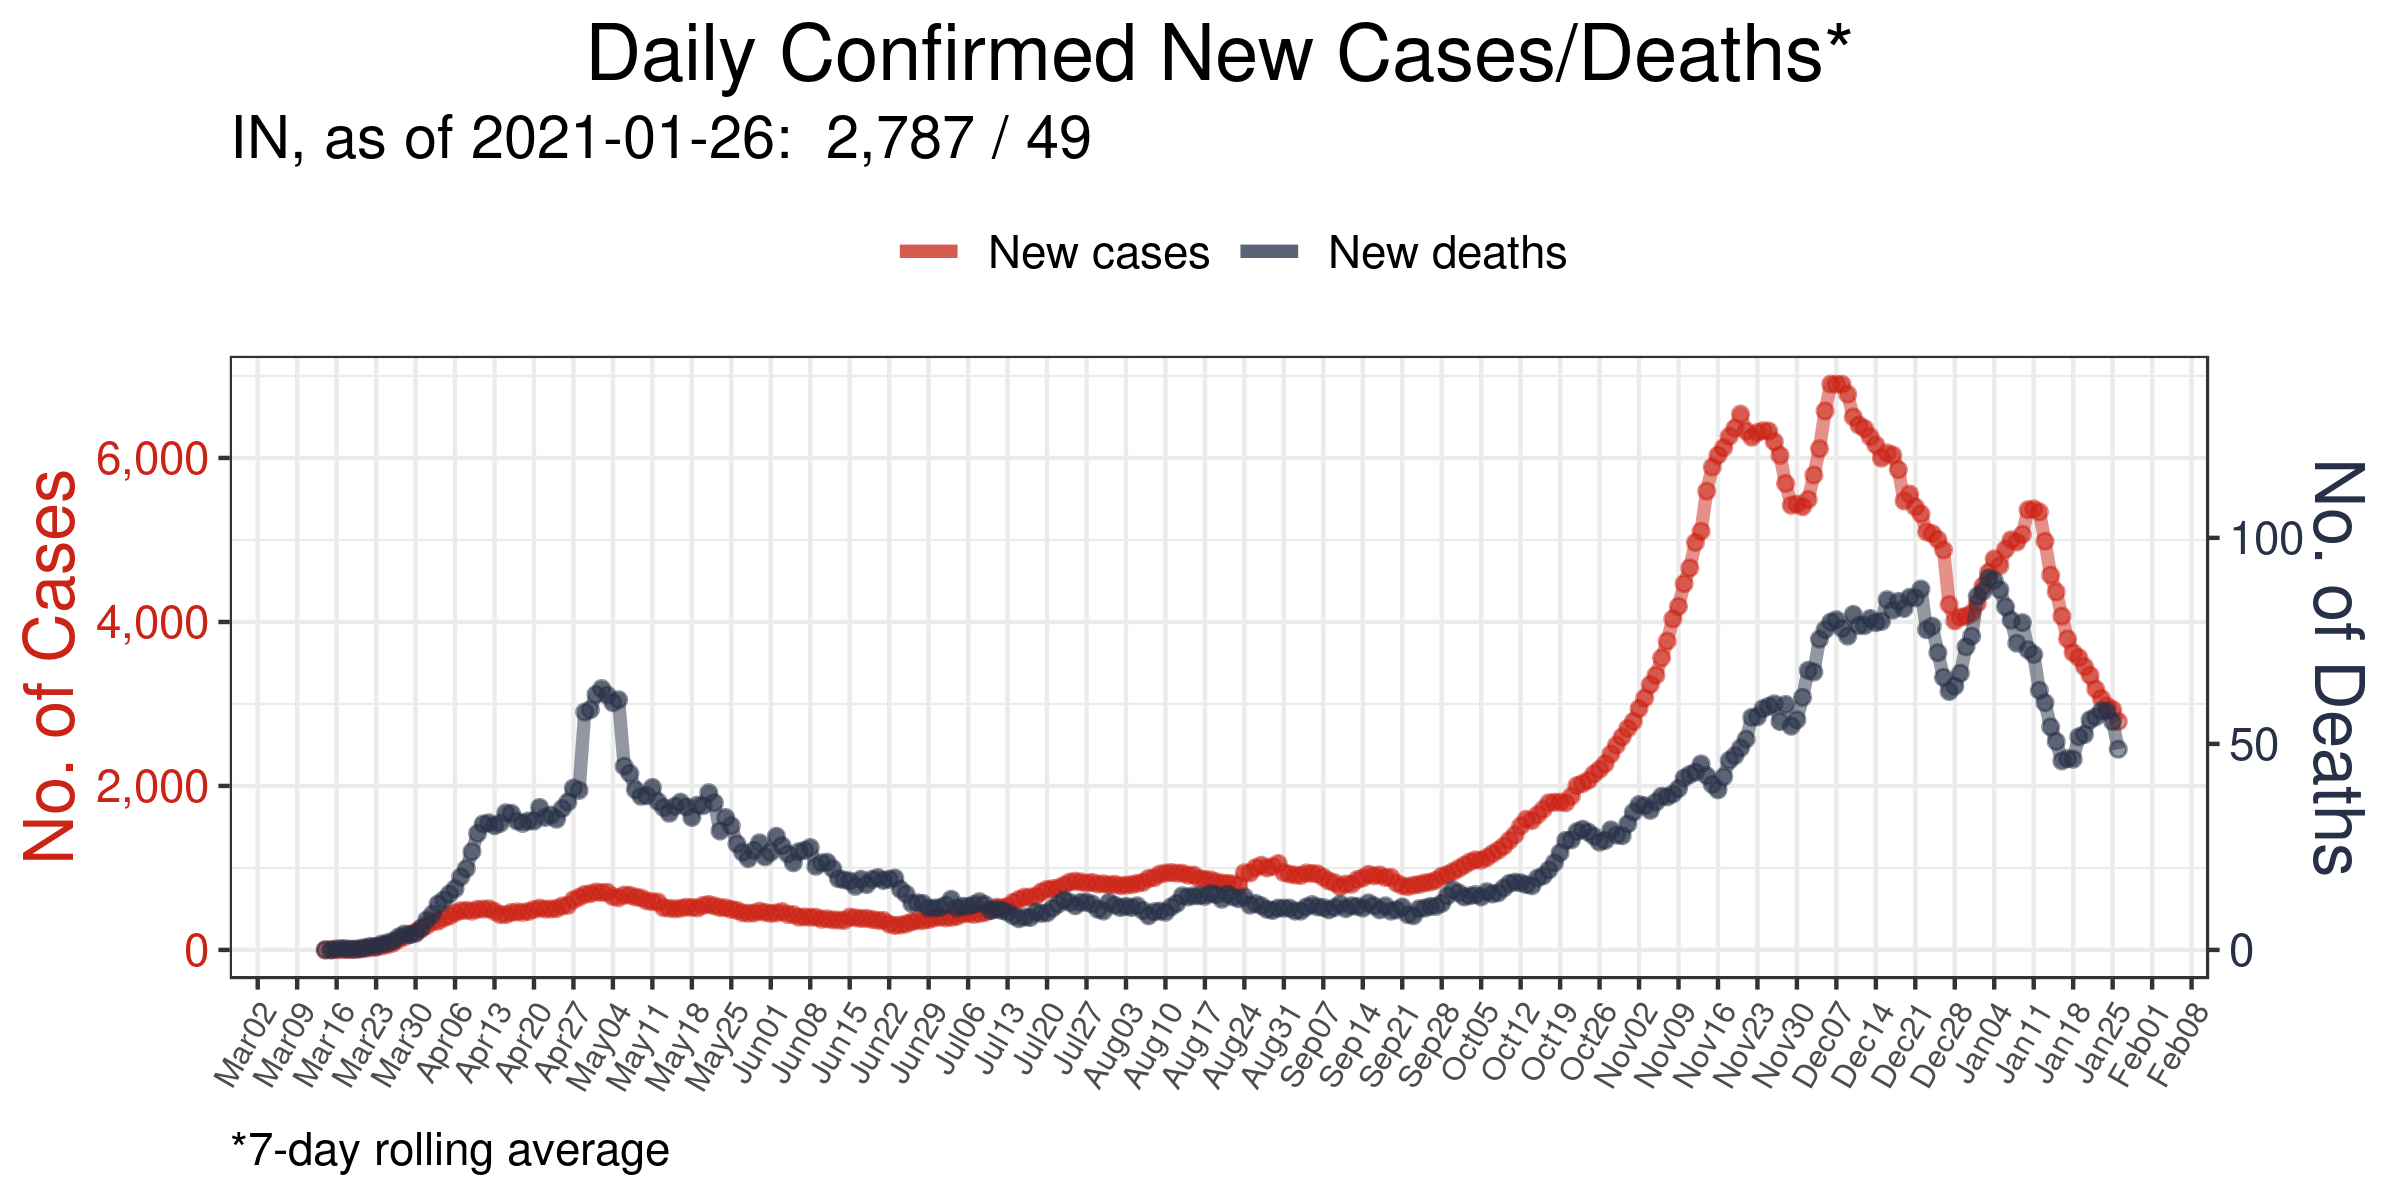 Daily Confirmed New Cases/Deaths*
IN, as of 2021-01-26:  2,787 / 49
New cases
New deaths
No. of Cases
6,000
4,000
2,000
0
No. of Deaths
100
50
0
Mar02
Mar09
Mar16
Mar23
Mar30
Apr06
Apr13
Apr20
Apr27
May04
May11
May18
May25
Jun01
Jun08
Jun15
Jun22
Jun29
Jul06
Jul13
Jul20
Jul27
Aug03
Aug10
Aug17
Aug24
Aug31
Sep07
Sep14
Sep21
Sep28
Oct05
Oct12
Oct19
Oct26
Nov02
Nov09
Nov16
Nov23
Nov30
Dec07
Dec14
Dec21
Dec28
Jan04
Jan11
Jan18
Jan25
Feb01
Feb08
*7-day rolling average